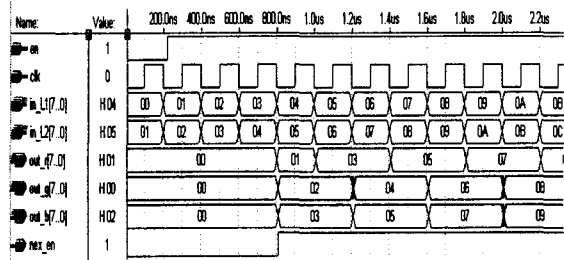 Name: Value: 200.0ns 400.0ns 600.0ns 800.0ns 1.0us 1.2us 1.4us 1.6us 1.8us 2.0us 2.2us
en 1
clk 0
in_L1[7..0] H 04 00 01 02 03 04 05 06 07 08 09 0A 0B
in_L2[7..0] H 05 01 02 03 04 05 06 07 08 09 0A 0B 0C
out_r[7..0] H 01 00 01 03 05 07
out_g[7..0] H 00 00 02 04 06 08
out_b[7..0] H 02 00 03 05 07 09
nex_en 1